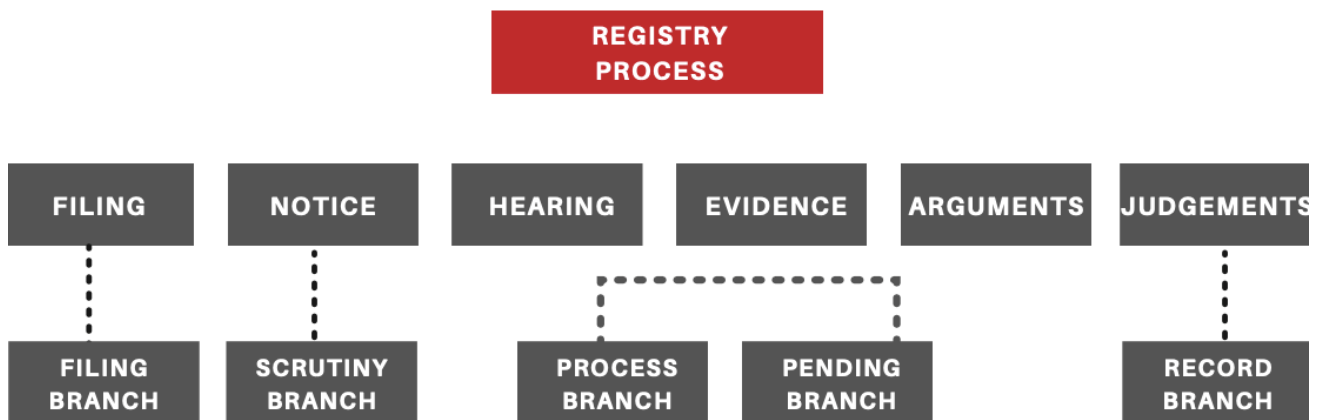 REGISTRY
PROCESS
FILING
NOTICE
HEARING
EVIDENCE
ARGUMENTS
JUDGEMENTS
FILING
BRANCH
SCRUTINY
BRANCH
PROCESS
BRANCH
PENDING
BRANCH
RECORD
BRANCH